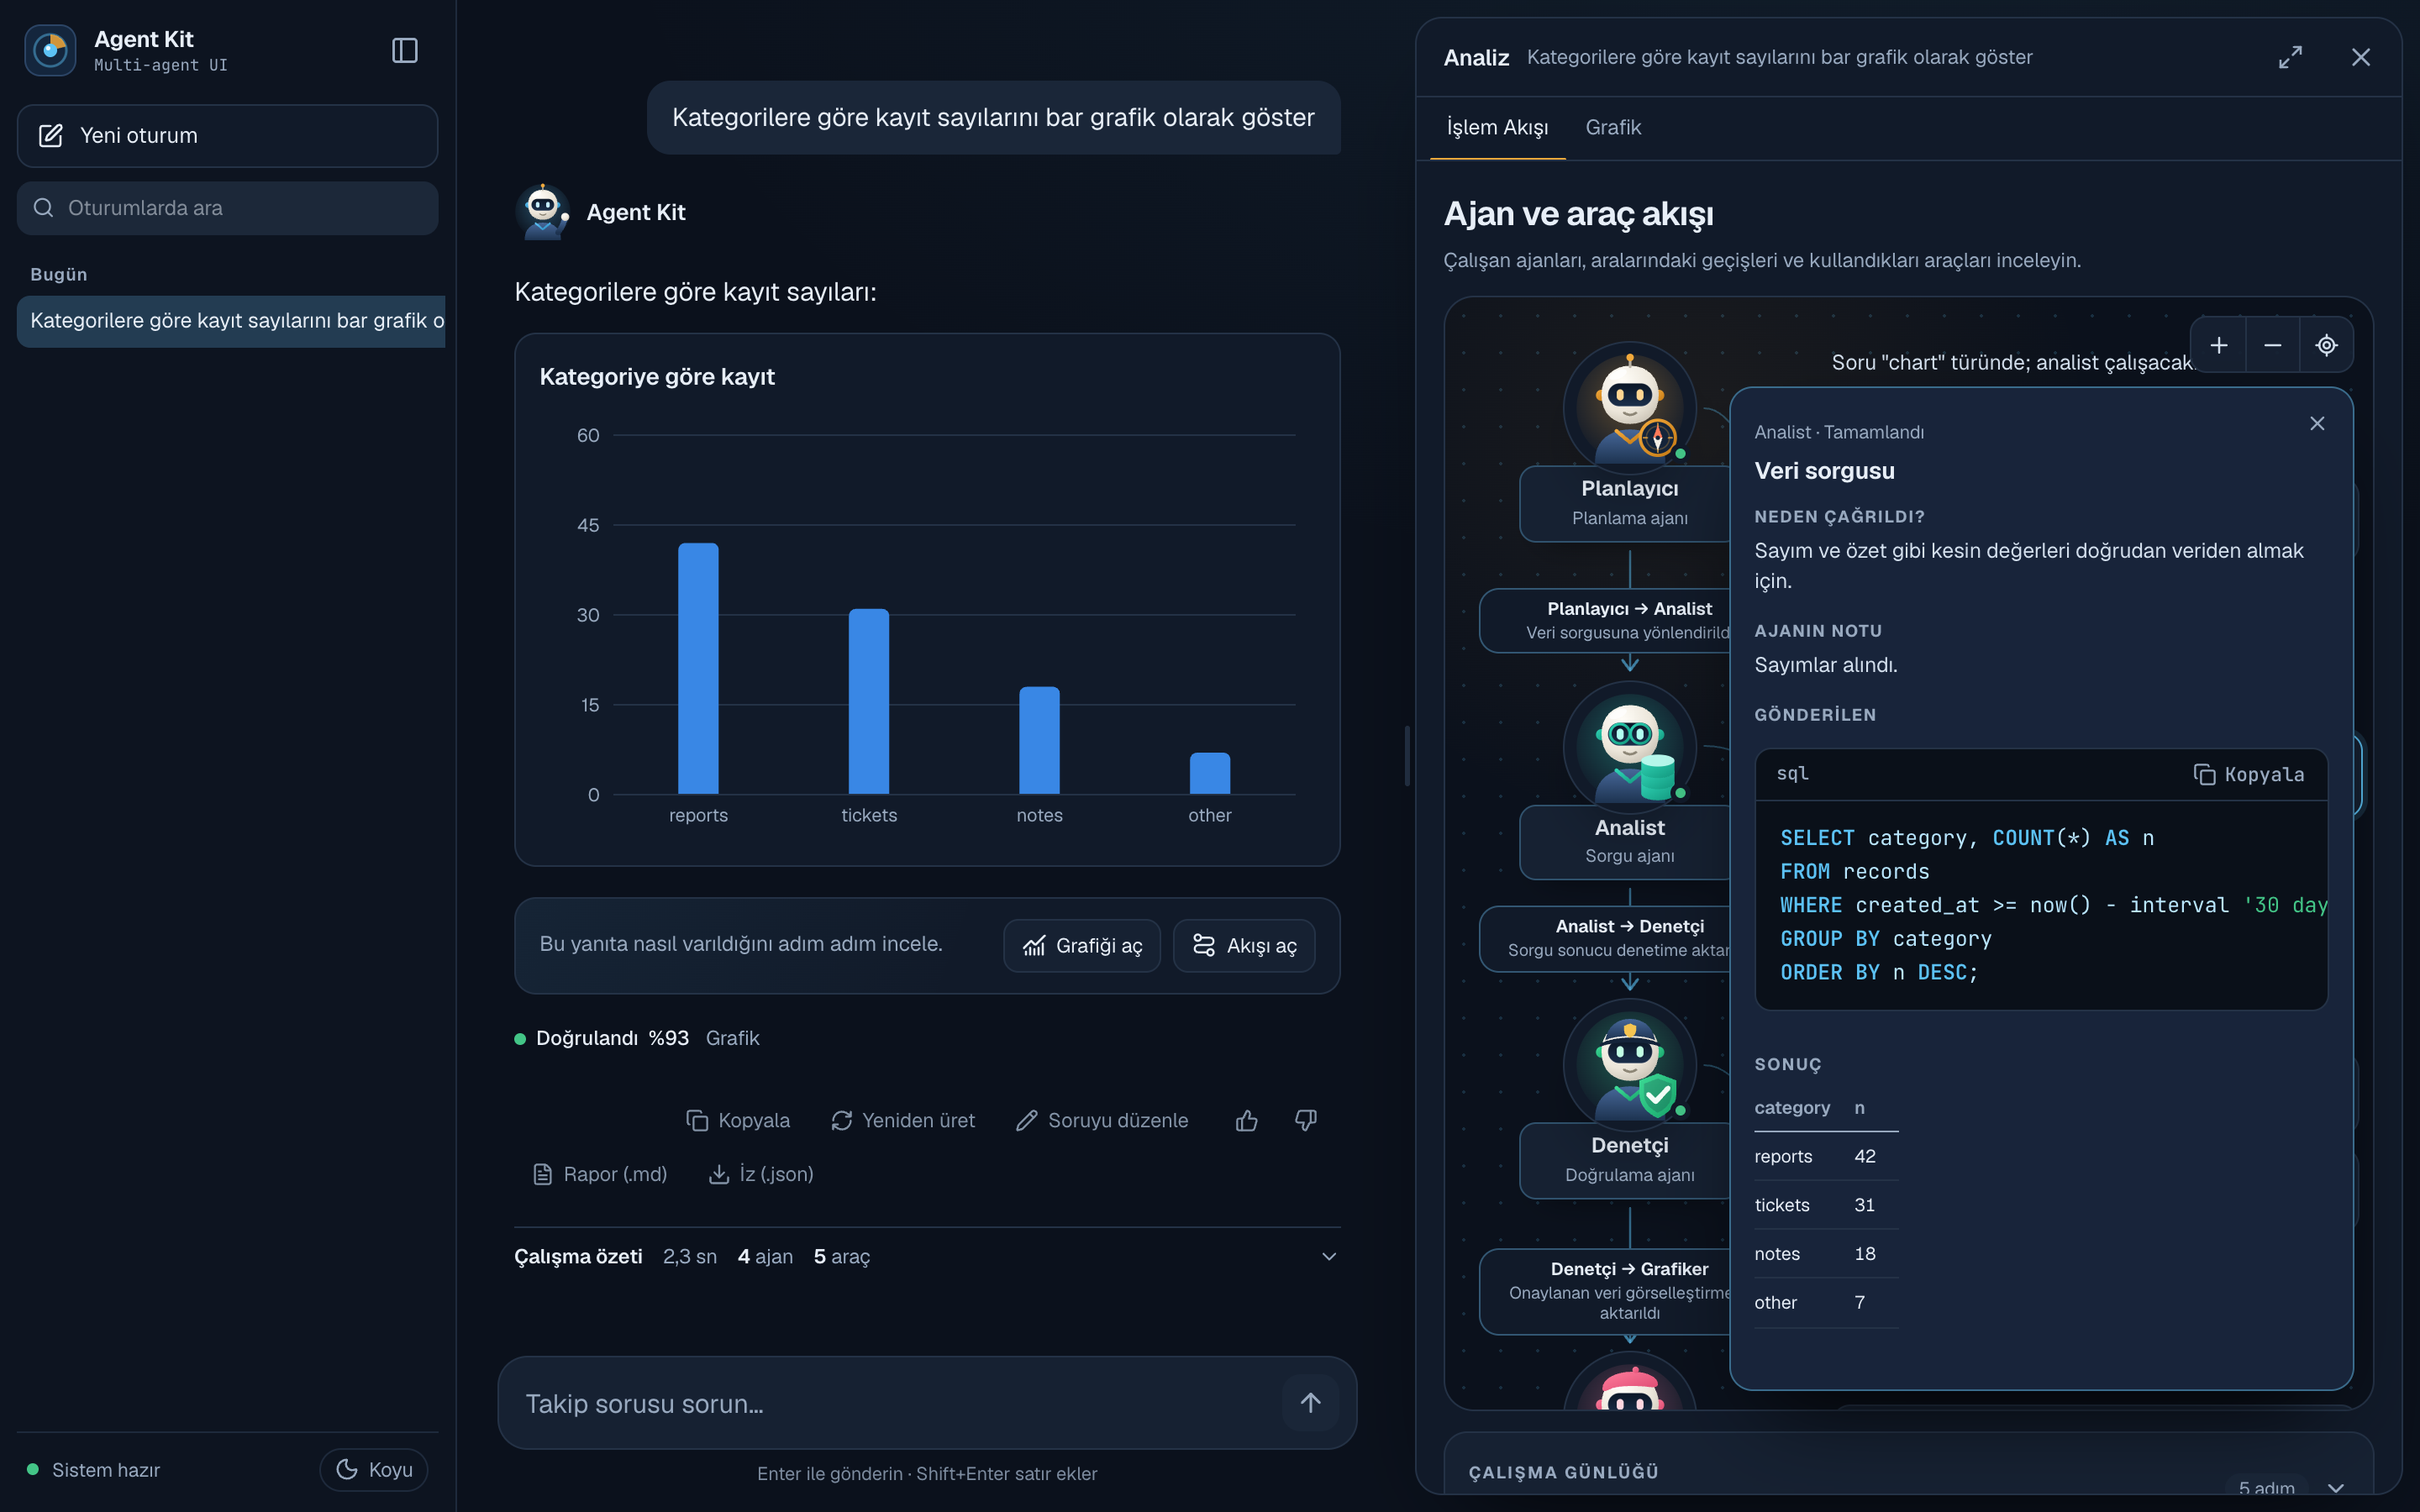 Agent Kit
Multi-agent UI
Yeni oturum
Oturumlarda ara
Bugün
Kategorilere göre kayıt sayılarını bar grafik o
Sistem hazır
Koyu
Kategorilere göre kayıt sayılarını bar grafik olarak göster
Agent Kit
Kategorilere göre kayıt sayıları:
Kategoriye göre kayıt
60
45
30
15
0
reports tickets notes other
Bu yanıta nasıl varıldığını adım adım incele.
Grafiği aç
Akışı aç
Doğrulandı %93 Grafik
Kopyala Yeniden üret Soruyu düzenle
Rapor (.md) İz (.json)
Çalışma özeti 2,3 sn 4 ajan 5 araç
Takip sorusu sorun...
Enter ile gönderin · Shift+Enter satır ekler
Analiz Kategorilere göre kayıt sayılarını bar grafik olarak göster
İşlem Akışı Grafik
Ajan ve araç akışı
Çalışan ajanları, aralarındaki geçişleri ve kullandıkları araçları inceleyin.
Soru "chart" türünde; analist çalışacak.
Planlayıcı
Planlama ajanı
Planlayıcı → Analist
Veri sorgusuna yönlendirild
Analist
Sorgu ajanı
Analist → Denetçi
Sorgu sonucu denetime aktar
Denetçi
Doğrulama ajanı
Denetçi → Grafiker
Onaylanan veri görselleştirme
aktarıldı
Analist · Tamamlandı
Veri sorgusu
NEDEN ÇAĞRILDI?
Sayım ve özet gibi kesin değerleri doğrudan veriden almak
için.
AJANIN NOTU
Sayımlar alındı.
GÖNDERİLEN
sql
Kopyala
SELECT category, COUNT(*) AS n
FROM records
WHERE created_at >= now() - interval '30 day
GROUP BY category
ORDER BY n DESC;
SONUÇ
category n
reports 42
tickets 31
notes 18
other 7
ÇALIŞMA GÜNLÜĞÜ
5 adım